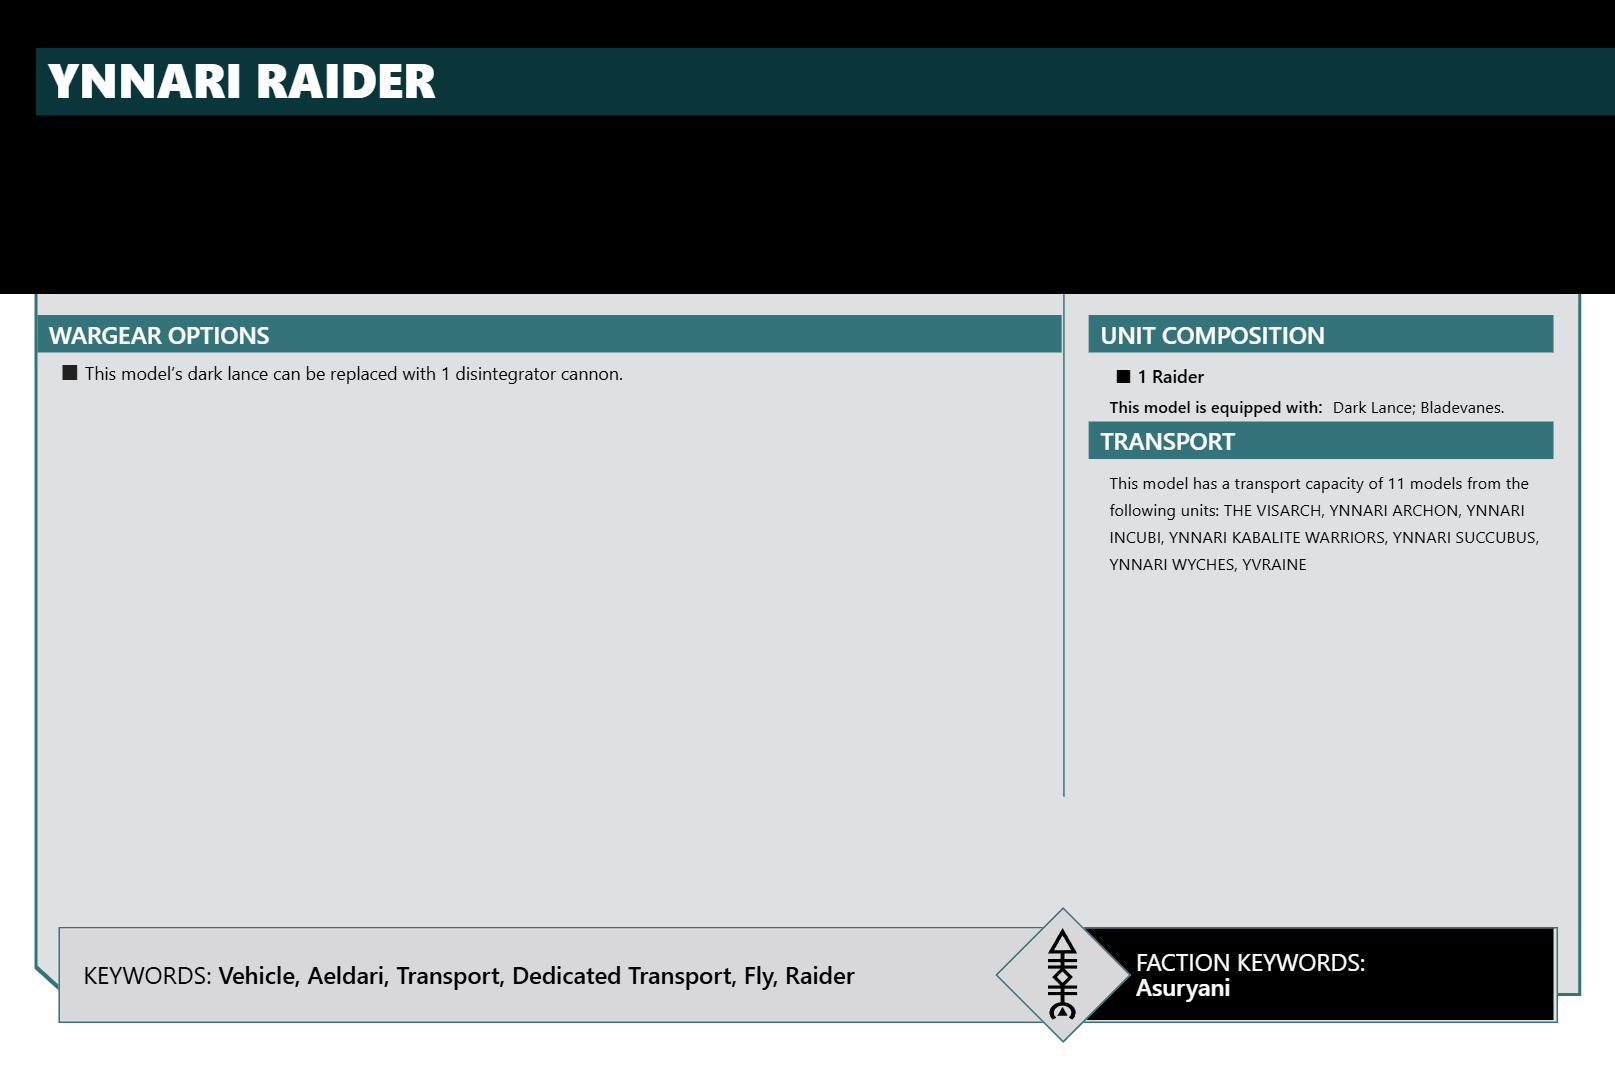 YNNARI RAIDER
WARGEAR OPTIONS
■ This model’s dark lance can be replaced with 1 disintegrator cannon.
UNIT COMPOSITION
■ 1 Raider
This model is equipped with: Dark Lance; Bladevanes.
TRANSPORT
This model has a transport capacity of 11 models from the
following units: THE VISARCH, YNNARI ARCHON, YNNARI
INCUBI, YNNARI KABALITE WARRIORS, YNNARI SUCCUBUS,
YNNARI WYCHES, YVRAINE
KEYWORDS: Vehicle, Aeldari, Transport, Dedicated Transport, Fly, Raider
FACTION KEYWORDS:
Asuryani